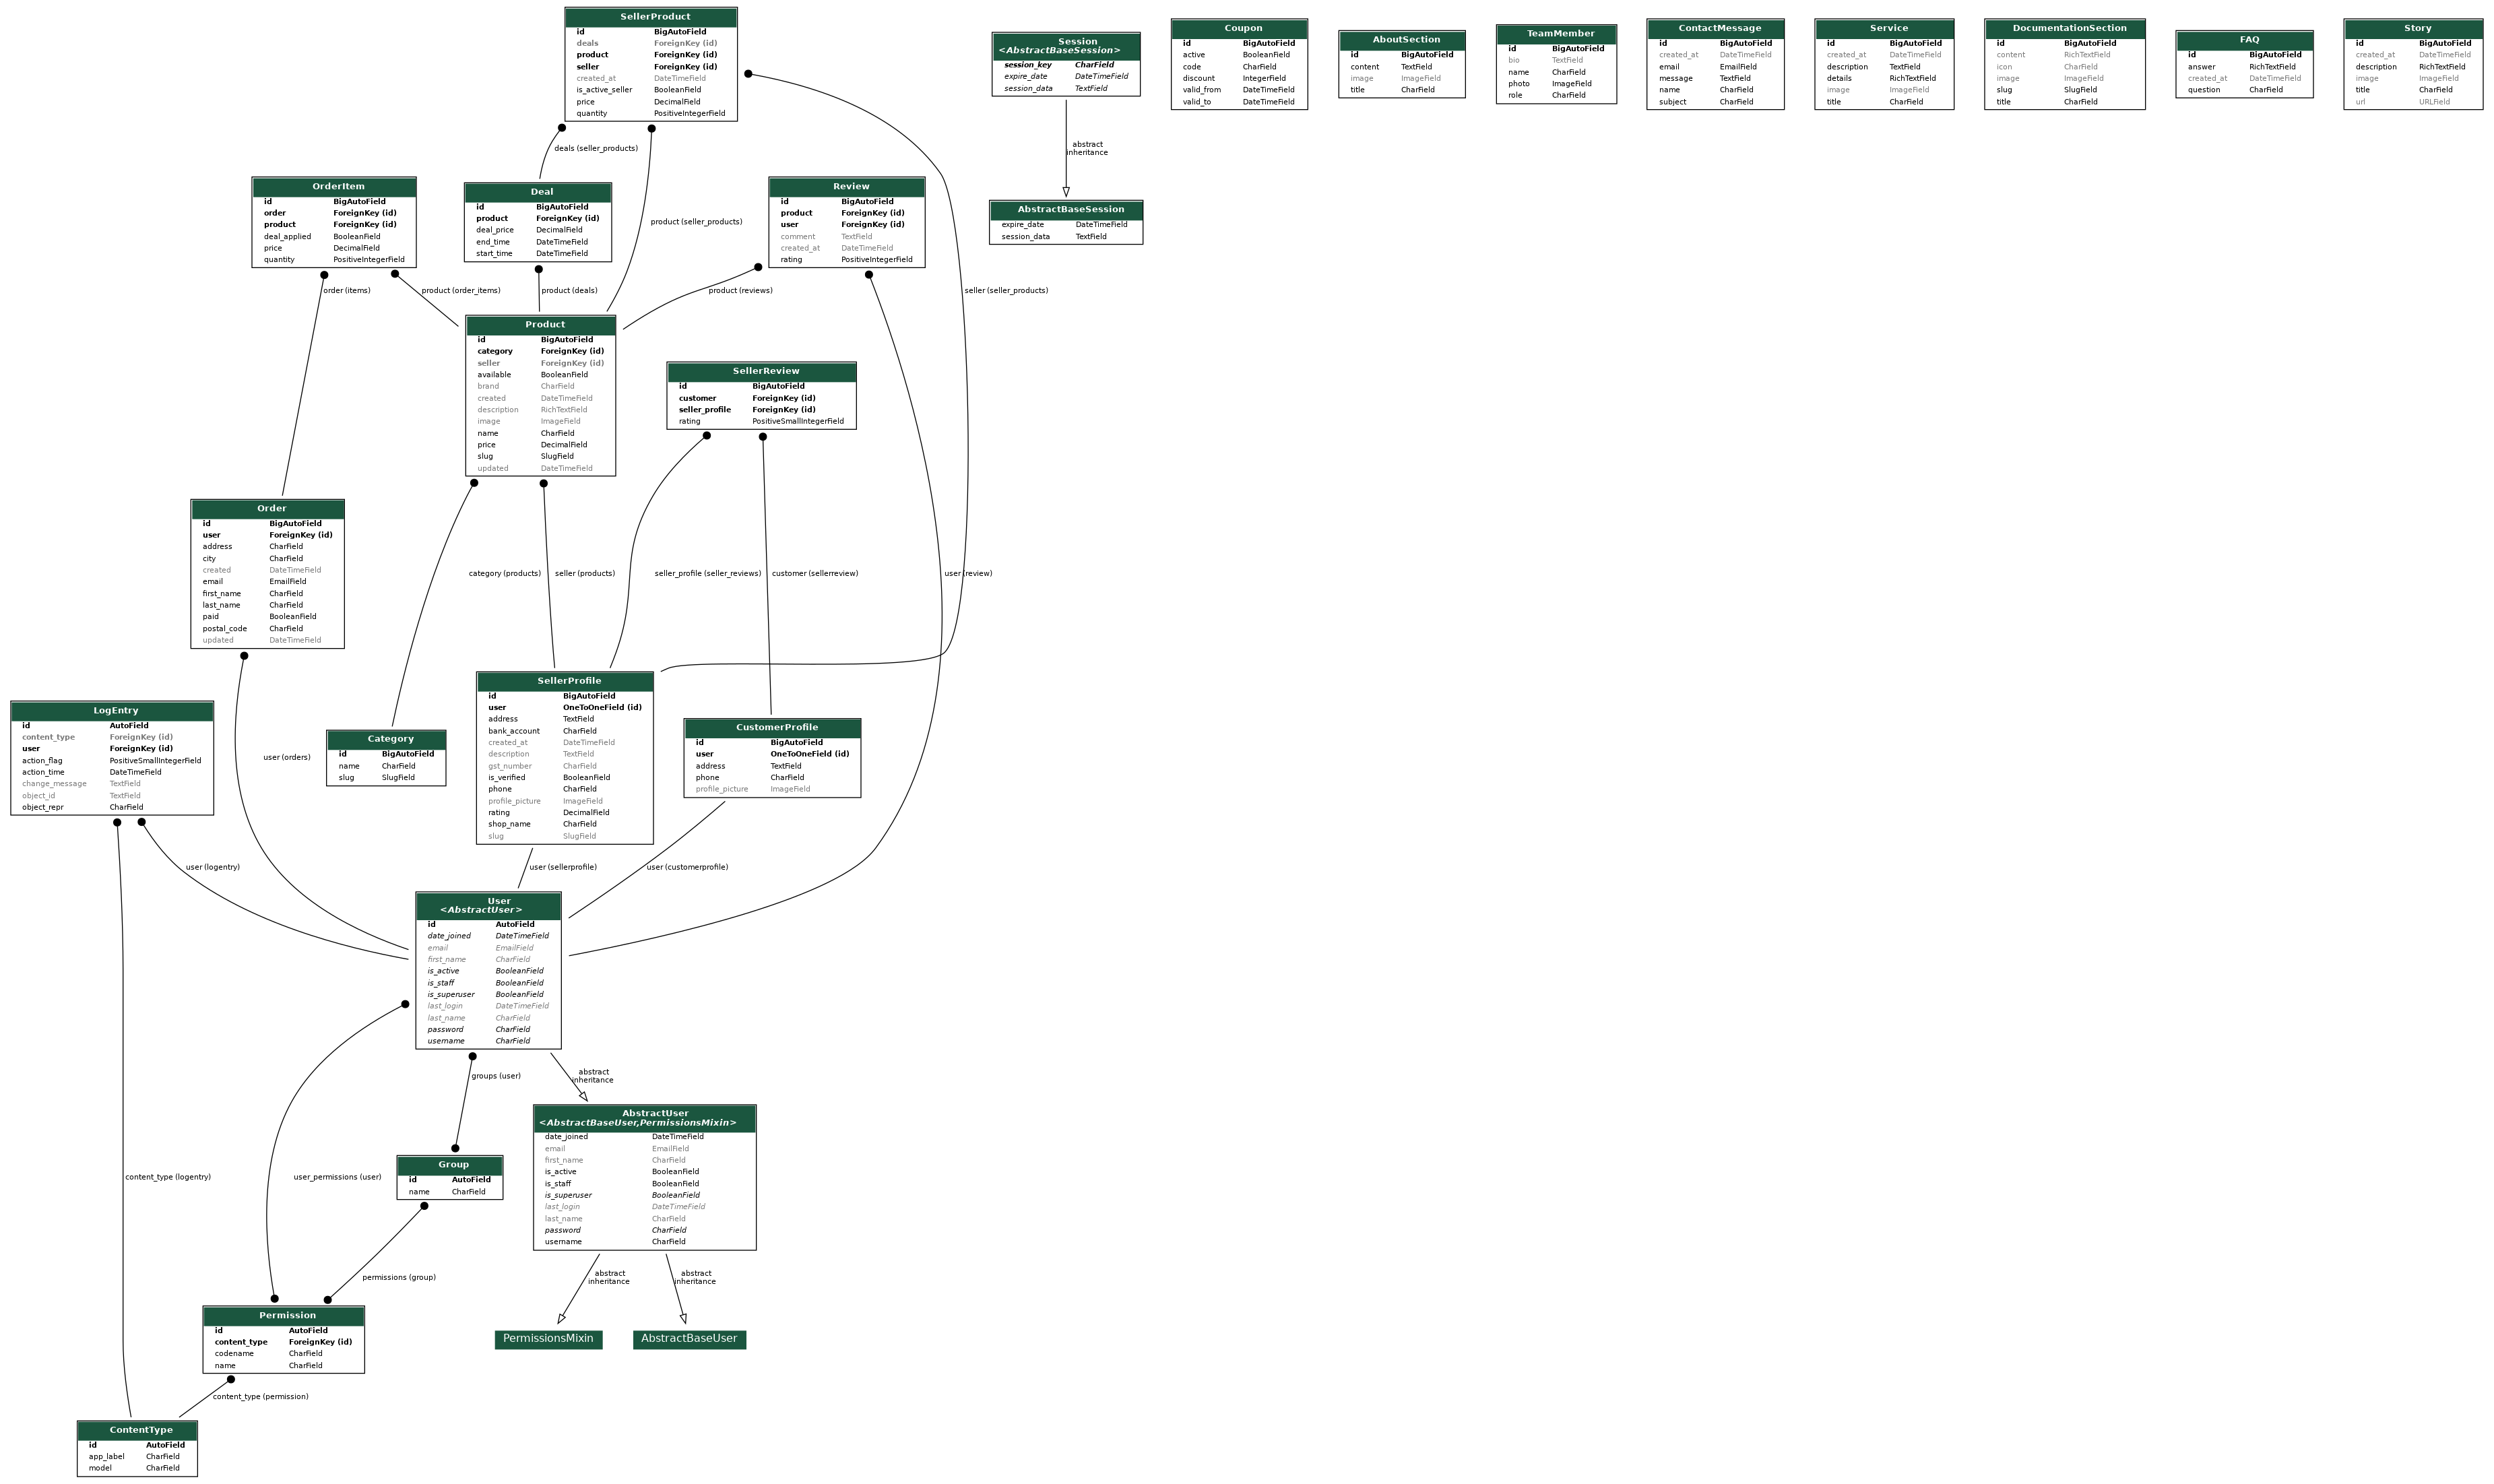 SellerProduct
id BigAutoField
deals ForeignKey (id)
product ForeignKey (id)
seller ForeignKey (id)
created_at DateTimeField
is_active_seller BooleanField
price DecimalField
quantity PositiveIntegerField
Session
<AbstractBaseSession>
session_key CharField
expire_date DateTimeField
session_data TextField
Coupon
id BigAutoField
active BooleanField
code CharField
discount IntegerField
valid_from DateTimeField
valid_to DateTimeField
AboutSection
id BigAutoField
content TextField
image ImageField
title CharField
TeamMember
id BigAutoField
bio TextField
name CharField
photo ImageField
role CharField
ContactMessage
id BigAutoField
created_at DateTimeField
email EmailField
message TextField
name CharField
subject CharField
Service
id BigAutoField
created_at DateTimeField
description TextField
details RichTextField
image ImageField
title CharField
DocumentationSection
id BigAutoField
content RichTextField
icon CharField
image ImageField
slug SlugField
title CharField
FAQ
id BigAutoField
answer RichTextField
created_at DateTimeField
question CharField
Story
id BigAutoField
created_at DateTimeField
description RichTextField
image ImageField
title CharField
url URLField
deals (seller_products)
abstract
inheritance
OrderItem
id BigAutoField
order ForeignKey (id)
product ForeignKey (id)
deal_applied BooleanField
price DecimalField
quantity PositiveIntegerField
Deal
id BigAutoField
product ForeignKey (id)
deal_price DecimalField
end_time DateTimeField
start_time DateTimeField
product (seller_products)
Review
id BigAutoField
product ForeignKey (id)
user ForeignKey (id)
comment TextField
created_at DateTimeField
rating PositiveIntegerField
AbstractBaseSession
expire_date DateTimeField
session_data TextField
order (items)
product (order_items)
product (deals)
product (reviews)
seller (seller_products)
Product
id BigAutoField
category ForeignKey (id)
seller ForeignKey (id)
available BooleanField
brand CharField
created DateTimeField
description RichTextField
image ImageField
name CharField
price DecimalField
slug SlugField
updated DateTimeField
SellerReview
id BigAutoField
customer ForeignKey (id)
seller_profile ForeignKey (id)
rating PositiveSmallIntegerField
Order
id BigAutoField
user ForeignKey (id)
address CharField
city CharField
created DateTimeField
email EmailField
first_name CharField
last_name CharField
paid BooleanField
postal_code CharField
updated DateTimeField
category (products)
seller (products)
seller_profile (seller_reviews)
customer (sellerreview)
user (review)
LogEntry
id AutoField
content_type ForeignKey (id)
user ForeignKey (id)
action_flag PositiveSmallIntegerField
action_time DateTimeField
change_message TextField
object_id TextField
object_repr CharField
user (orders)
Category
id BigAutoField
name CharField
slug SlugField
SellerProfile
id BigAutoField
user OneToOneField (id)
address TextField
bank_account CharField
created_at DateTimeField
description TextField
gst_number CharField
is_verified BooleanField
phone CharField
profile_picture ImageField
rating DecimalField
shop_name CharField
slug SlugField
CustomerProfile
id BigAutoField
user OneToOneField (id)
address TextField
phone CharField
profile_picture ImageField
user (logentry)
user (sellerprofile)
user (customerprofile)
User
<AbstractUser>
id AutoField
date_joined DateTimeField
email EmailField
first_name CharField
is_active BooleanField
is_staff BooleanField
is_superuser BooleanField
last_login DateTimeField
last_name CharField
password CharField
username CharField
groups (user)
abstract
inheritance
content_type (logentry)
user_permissions (user)
Group
id AutoField
name CharField
AbstractUser
<AbstractBaseUser,PermissionsMixin>
date_joined DateTimeField
email EmailField
first_name CharField
is_active BooleanField
is_staff BooleanField
is_superuser BooleanField
last_login DateTimeField
last_name CharField
password CharField
username CharField
permissions (group)
abstract
inheritance
abstract
inheritance
Permission
id AutoField
content_type ForeignKey (id)
codename CharField
name CharField
PermissionsMixin
AbstractBaseUser
content_type (permission)
ContentType
id AutoField
app_label CharField
model CharField